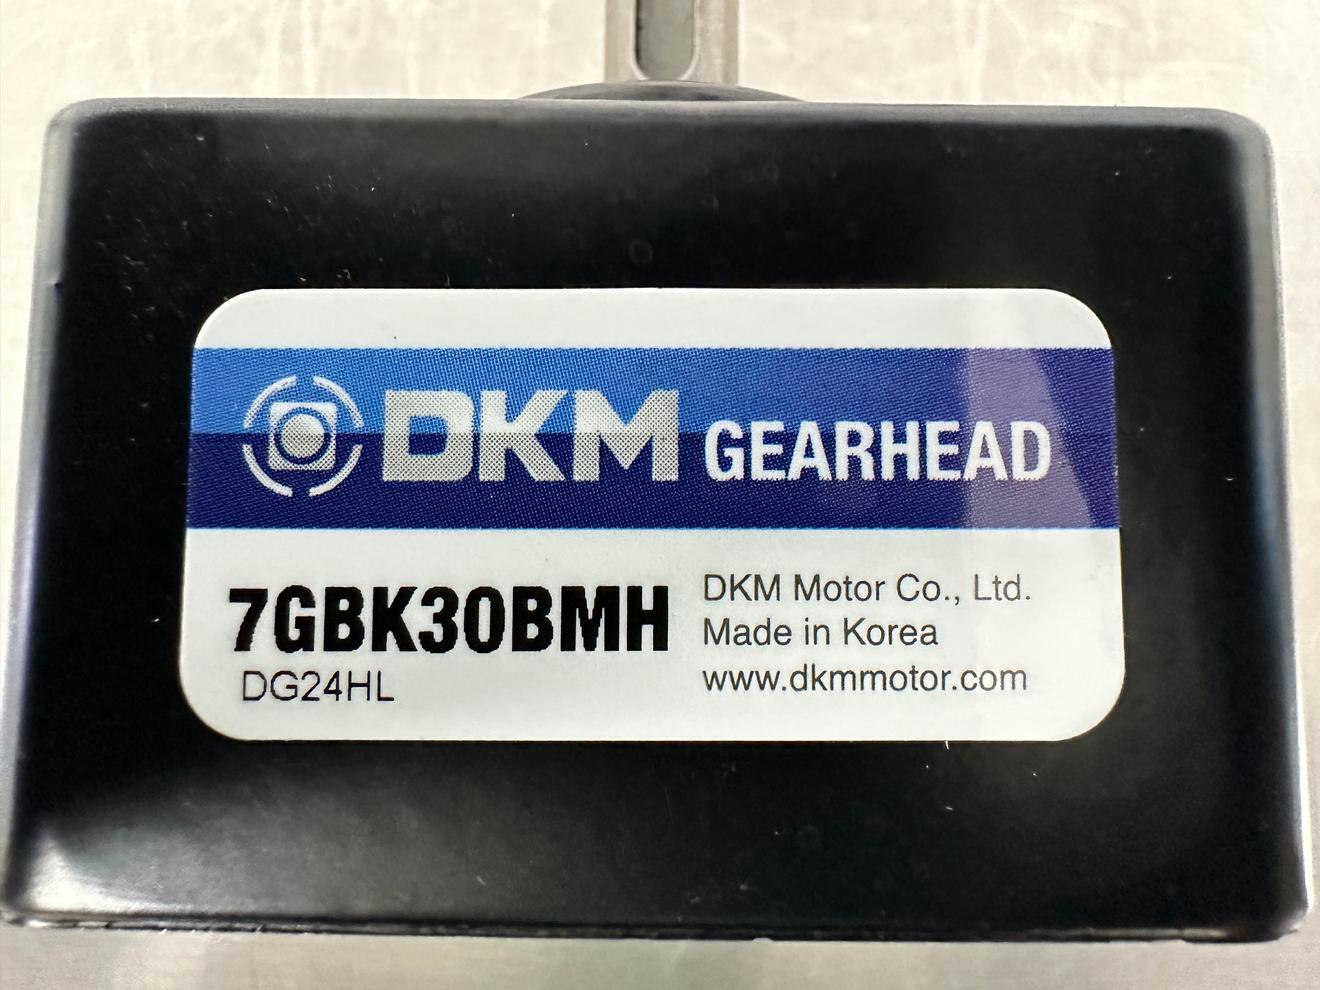 DKM GEARHEAD
7GBK30BMH
DG24HL
DKM Motor Co., Ltd.
Made in Korea
www.dkmmotor.com